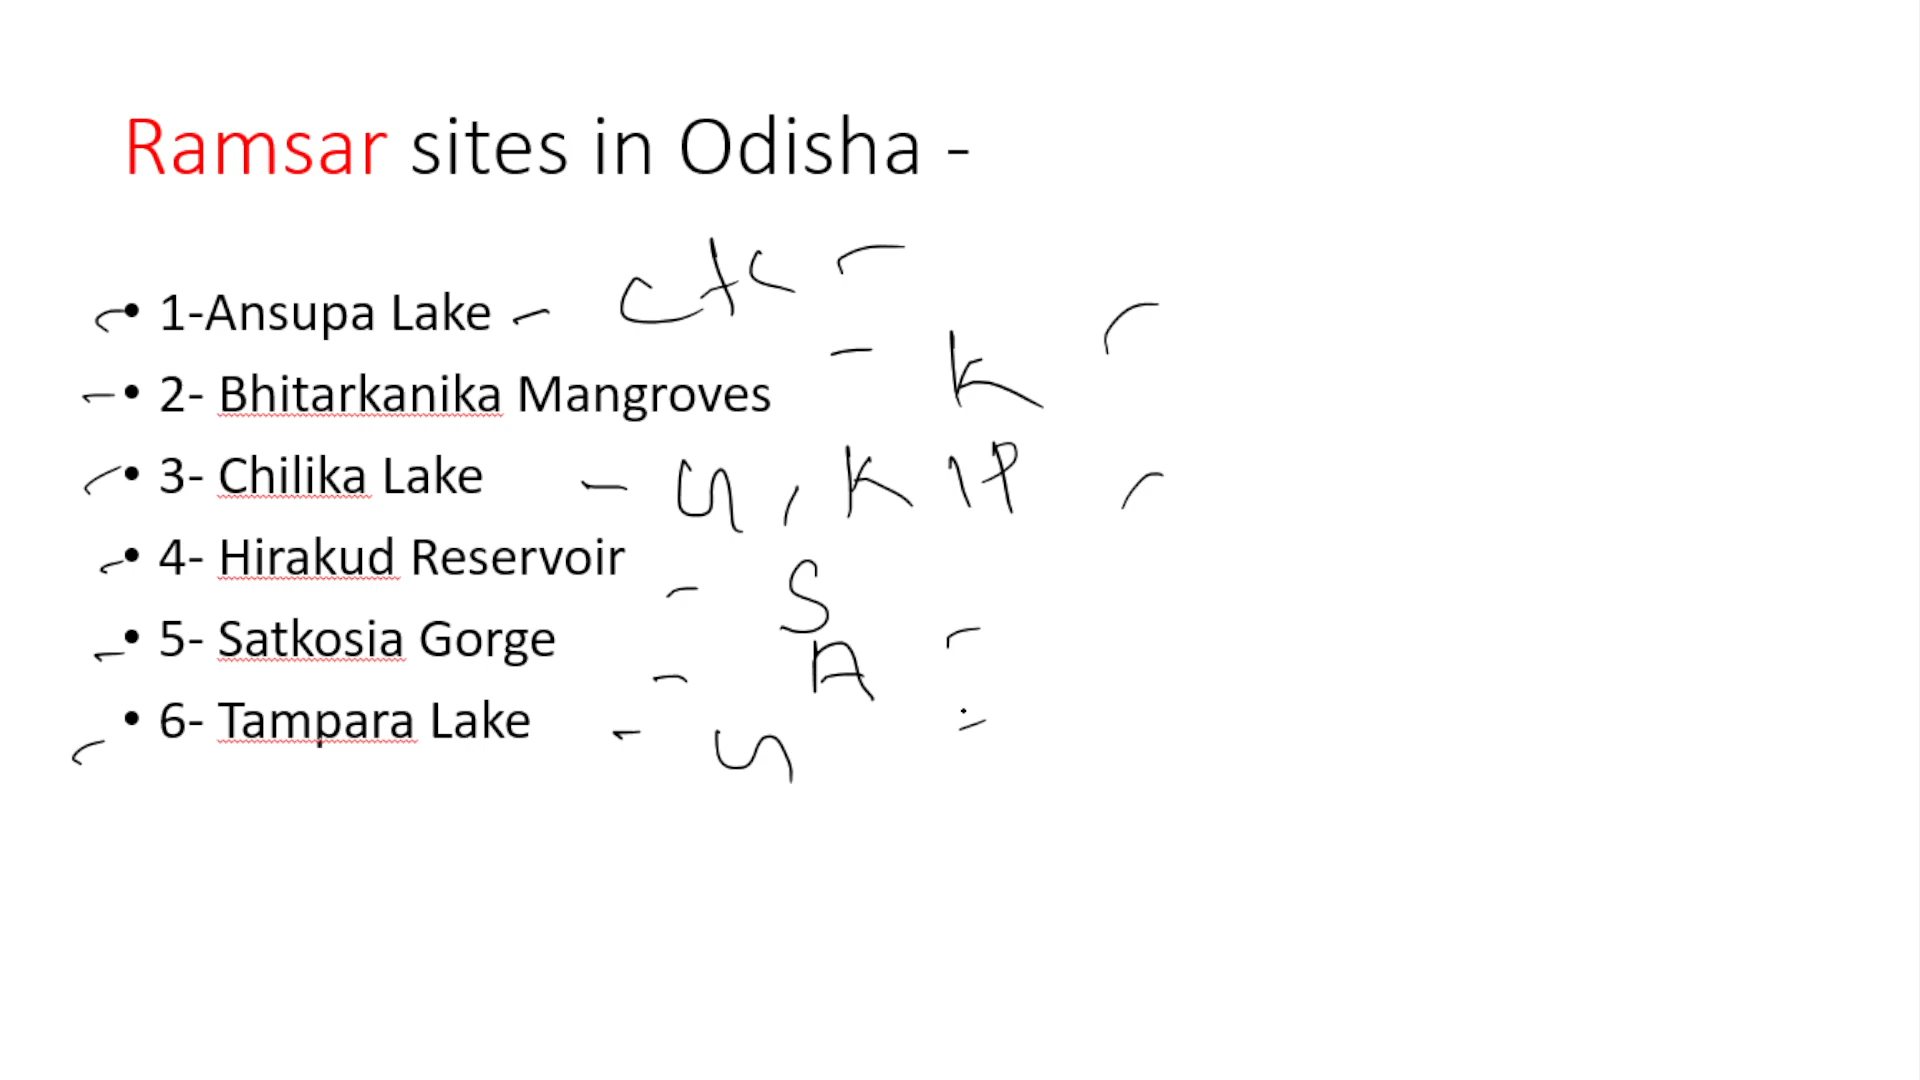 Ramsar sites in Odisha -
• 1-Ansupa Lake - ctc
• 2- Bhitarkanika Mangroves - K
• 3- Chilika Lake - G, K, P
• 4- Hirakud Reservoir - S
• 5- Satkosia Gorge - A
• 6- Tampara Lake - G